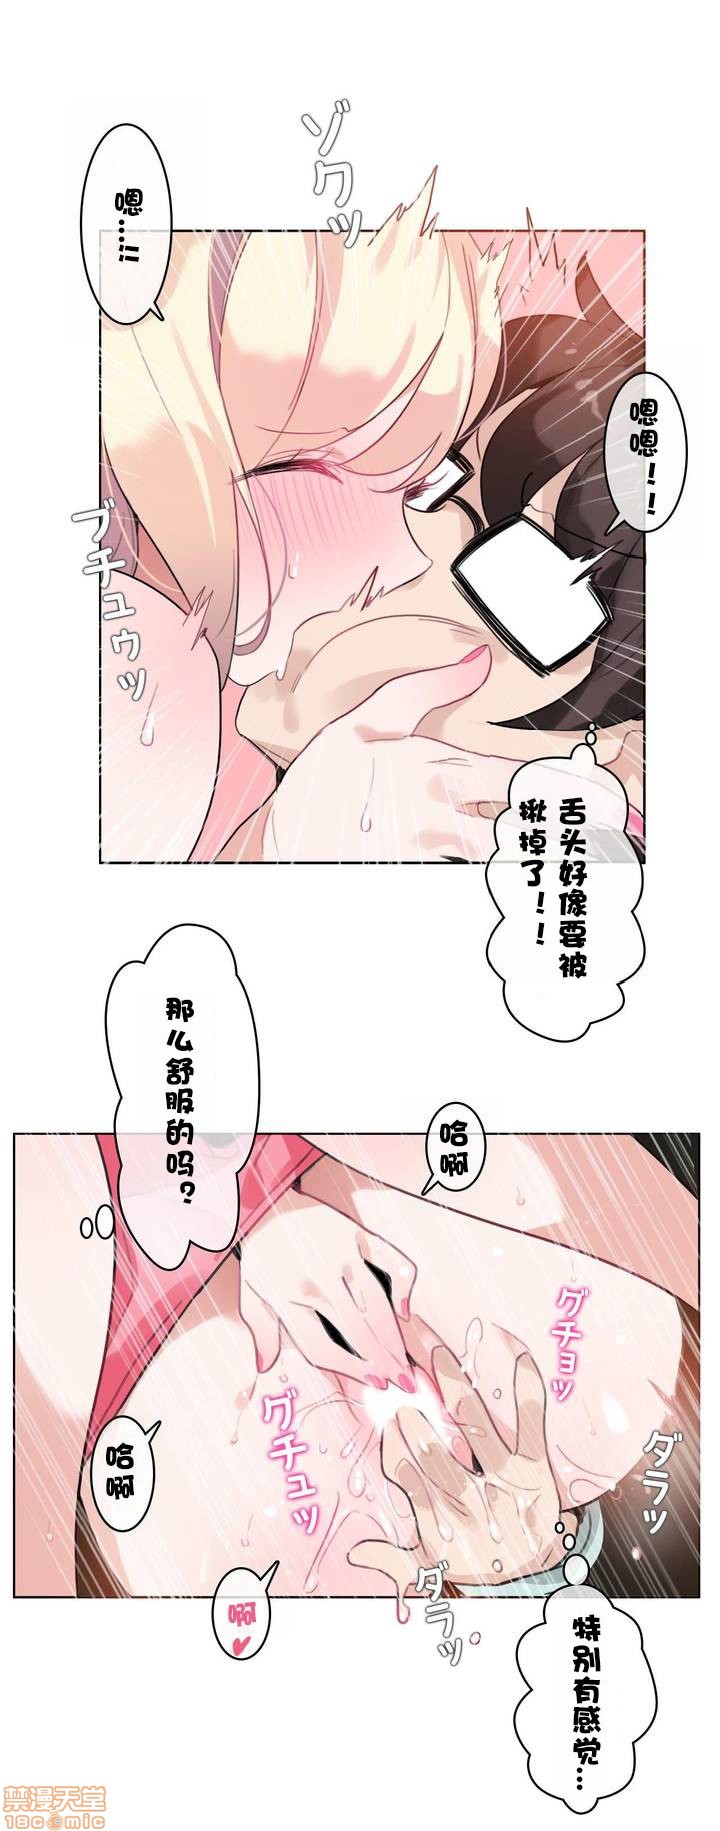 ゾクッ
嗯…!!
嗯嗯!!
ブチュゥッ
舌头好像要被
揪掉了!!
那么舒服的吗?
哈啊
グチョッ
グチュッ
ダラッ
哈啊
ダラッ
啊♥
特别有感觉…
禁漫天堂
18comic